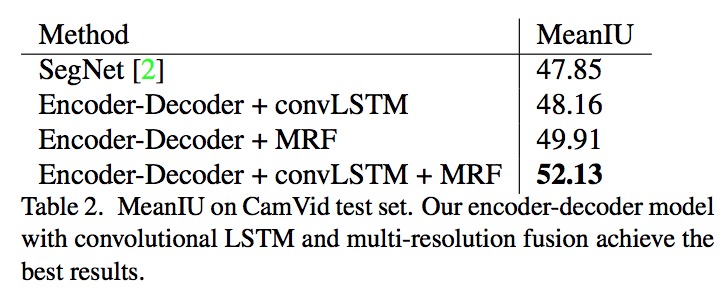 Method MeanIU
SegNet [2] 47.85
Encoder-Decoder + convLSTM 48.16
Encoder-Decoder + MRF 49.91
Encoder-Decoder + convLSTM + MRF 52.13
Table 2. MeanIU on CamVid test set. Our encoder-decoder model
with convolutional LSTM and multi-resolution fusion achieve the
best results.